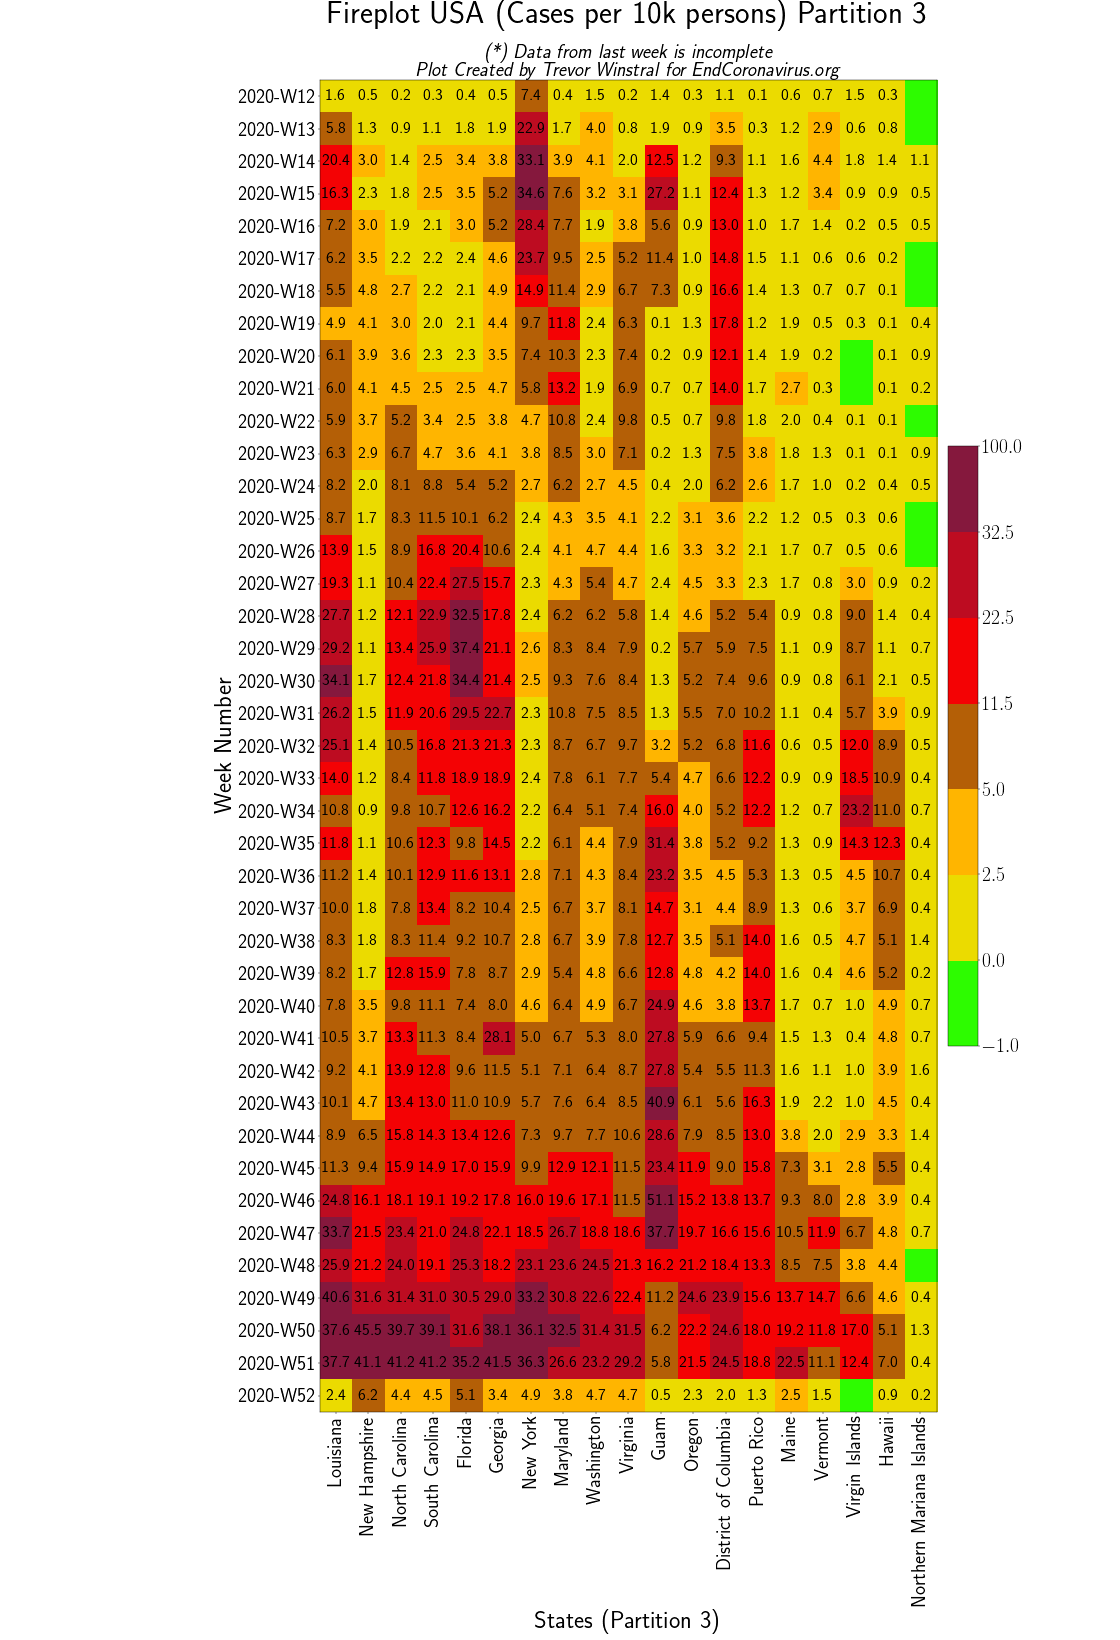 Fireplot USA (Cases per 10k persons) Partition 3
(*) Data from last week is incomplete
Plot Created by Trevor Winstral for EndCoronavirus.org
2020-W12 1.6 0.5 0.2 0.3 0.4 0.5 7.4 0.4 1.5 0.2 1.4 0.3 1.1 0.1 0.6 0.7 1.5 0.3
2020-W13 5.8 1.3 0.9 1.1 1.8 1.9 22.9 1.7 4.0 0.8 1.9 0.9 3.5 0.3 1.2 2.9 0.6 0.8
2020-W14 20.4 3.0 1.4 2.5 3.4 3.8 33.1 3.9 4.1 2.0 12.5 1.2 9.3 1.1 1.6 4.4 1.8 1.4 1.1
2020-W15 16.3 2.3 1.8 2.5 3.5 5.2 34.6 7.6 3.2 3.1 27.2 1.1 12.4 1.3 1.2 3.4 0.9 0.9 0.5
2020-W16 7.2 3.0 1.9 2.1 3.0 5.2 28.4 7.7 1.9 3.8 5.6 0.9 13.0 1.0 1.7 1.4 0.2 0.5 0.5
2020-W17 6.2 3.5 2.2 2.2 2.4 4.6 23.7 9.5 2.5 5.2 11.4 1.0 14.8 1.5 1.1 0.6 0.6 0.2
2020-W18 5.5 4.8 2.7 2.2 2.1 4.9 14.9 11.4 2.9 6.7 7.3 0.9 16.6 1.4 1.3 0.7 0.7 0.1
2020-W19 4.9 4.1 3.0 2.0 2.1 4.4 9.7 11.8 2.4 6.3 0.1 1.3 17.8 1.2 1.9 0.5 0.3 0.1 0.4
2020-W20 6.1 3.9 3.6 2.3 2.3 3.5 7.4 10.3 2.3 7.4 0.2 0.9 12.1 1.4 1.9 0.2 0.1 0.9
2020-W21 6.0 4.1 4.5 2.5 2.5 4.7 5.8 13.2 1.9 6.9 0.7 0.7 14.0 1.7 2.7 0.3 0.1 0.2
2020-W22 5.9 3.7 5.2 3.4 2.5 3.8 4.7 10.8 2.4 9.8 0.5 0.7 9.8 1.8 2.0 0.4 0.1 0.1
2020-W23 6.3 2.9 6.7 4.7 3.6 4.1 3.8 8.5 3.0 7.1 0.2 1.3 7.5 3.8 1.8 1.3 0.1 0.1 0.9
2020-W24 8.2 2.0 8.1 8.8 5.4 5.2 2.7 6.2 2.7 4.5 0.4 2.0 6.2 2.6 1.7 1.0 0.2 0.4 0.5
2020-W25 8.7 1.7 8.3 11.5 10.1 6.2 2.4 4.3 3.5 4.1 2.2 3.1 3.6 2.2 1.2 0.5 0.3 0.6
2020-W26 13.9 1.5 8.9 16.8 20.4 10.6 2.4 4.1 4.7 4.4 1.6 3.3 3.2 2.1 1.7 0.7 0.5 0.6
2020-W27 19.3 1.1 10.4 22.4 27.5 15.7 2.3 4.3 5.4 4.7 2.4 4.5 3.3 2.3 1.7 0.8 3.0 0.9 0.2
2020-W28 27.7 1.2 12.1 22.9 32.5 17.8 2.4 6.2 6.2 5.8 1.4 4.6 5.2 5.4 0.9 0.8 9.0 1.4 0.4
2020-W29 29.2 1.1 13.4 25.9 37.4 21.1 2.6 8.3 8.4 7.9 0.2 5.7 5.9 7.5 1.1 0.9 8.7 1.1 0.7
2020-W30 34.1 1.7 12.4 21.8 34.4 21.4 2.5 9.3 7.6 8.4 1.3 5.2 7.4 9.6 0.9 0.8 6.1 2.1 0.5
2020-W31 26.2 1.5 11.9 20.6 29.5 22.7 2.3 10.8 7.5 8.5 1.3 5.5 7.0 10.2 1.1 0.4 5.7 3.9 0.9
2020-W32 25.1 1.4 10.5 16.8 21.3 21.3 2.3 8.7 6.7 9.7 3.2 5.2 6.8 11.6 0.6 0.5 12.0 8.9 0.5
2020-W33 14.0 1.2 8.4 11.8 18.9 18.9 2.4 7.8 6.1 7.7 5.4 4.7 6.6 12.2 0.9 0.9 18.5 10.9 0.4
2020-W34 10.8 0.9 9.8 10.7 12.6 16.2 2.2 6.4 5.1 7.4 16.0 4.0 5.2 12.2 1.2 0.7 23.2 11.0 0.7
2020-W35 11.8 1.1 10.6 12.3 9.8 14.5 2.2 6.1 4.4 7.9 31.4 3.8 5.2 9.2 1.3 0.9 14.3 12.3 0.4
2020-W36 11.2 1.4 10.1 12.9 11.6 13.1 2.8 7.1 4.3 8.4 23.2 3.5 4.5 5.3 1.3 0.5 4.5 10.7 0.4
2020-W37 10.0 1.8 7.8 13.4 8.2 10.4 2.5 6.7 3.7 8.1 14.7 3.1 4.4 8.9 1.3 0.6 3.7 6.9 0.4
2020-W38 8.3 1.8 8.3 11.4 9.2 10.7 2.8 6.7 3.9 7.8 12.7 3.5 5.1 14.0 1.6 0.5 4.7 5.1 1.4
2020-W39 8.2 1.7 12.8 15.9 7.8 8.7 2.9 5.4 4.8 6.6 12.8 4.8 4.2 14.0 1.6 0.4 4.6 5.2 0.2
2020-W40 7.8 3.5 9.8 11.1 7.4 8.0 4.6 6.4 4.9 6.7 24.9 4.6 3.8 13.7 1.7 0.7 1.0 4.9 0.7
2020-W41 10.5 3.7 13.3 11.3 8.4 28.1 5.0 6.7 5.3 8.0 27.8 5.9 6.6 9.4 1.5 1.3 0.4 4.8 0.7
2020-W42 9.2 4.1 13.9 12.8 9.6 11.5 5.1 7.1 6.4 8.7 27.8 5.4 5.5 11.3 1.6 1.1 1.0 3.9 1.6
2020-W43 10.1 4.7 13.4 13.0 11.0 10.9 5.7 7.6 6.4 8.5 40.9 6.1 5.6 16.3 1.9 2.2 1.0 4.5 0.4
2020-W44 8.9 6.5 15.8 14.3 13.4 12.6 7.3 9.7 7.7 10.6 28.6 7.9 8.5 13.0 3.8 2.0 2.9 3.3 1.4
2020-W45 11.3 9.4 15.9 14.9 17.0 15.9 9.9 12.9 12.1 11.5 23.4 11.9 9.0 15.8 7.3 3.1 2.8 5.5 0.4
2020-W46 24.8 16.1 18.1 19.1 19.2 17.8 16.0 19.6 17.1 11.5 51.1 15.2 13.8 13.7 9.3 8.0 2.8 3.9 0.4
2020-W47 33.7 21.5 23.4 21.0 24.8 22.1 18.5 26.7 18.8 18.6 37.7 19.7 16.6 15.6 10.5 11.9 6.7 4.8 0.7
2020-W48 25.9 21.2 24.0 19.1 25.3 18.2 23.1 23.6 24.5 21.3 16.2 21.2 18.4 13.3 8.5 7.5 3.8 4.4
2020-W49 40.6 31.6 31.4 31.0 30.5 29.0 33.2 30.8 22.6 22.4 11.2 24.6 23.9 15.6 13.7 14.7 6.6 4.6 0.4
2020-W50 37.6 45.5 39.7 39.1 31.6 38.1 36.1 32.5 31.4 31.5 6.2 22.2 24.6 18.0 19.2 11.8 17.0 5.1 1.3
2020-W51 37.7 41.1 41.2 41.2 35.2 41.5 36.3 26.6 23.2 29.2 5.8 21.5 24.5 18.8 22.5 11.1 12.4 7.0 0.4
2020-W52 2.4 6.2 4.4 4.5 5.1 3.4 4.9 3.8 4.7 4.7 0.5 2.3 2.0 1.3 2.5 1.5 0.9 0.2
Week Number
100.0
32.5
22.5
11.5
5.0
2.5
0.0
−1.0
Louisiana
New Hampshire
North Carolina
South Carolina
Florida
Georgia
New York
Maryland
Washington
Virginia
Guam
Oregon
District of Columbia
Puerto Rico
Maine
Vermont
Virgin Islands
Hawaii
Northern Mariana Islands
States (Partition 3)